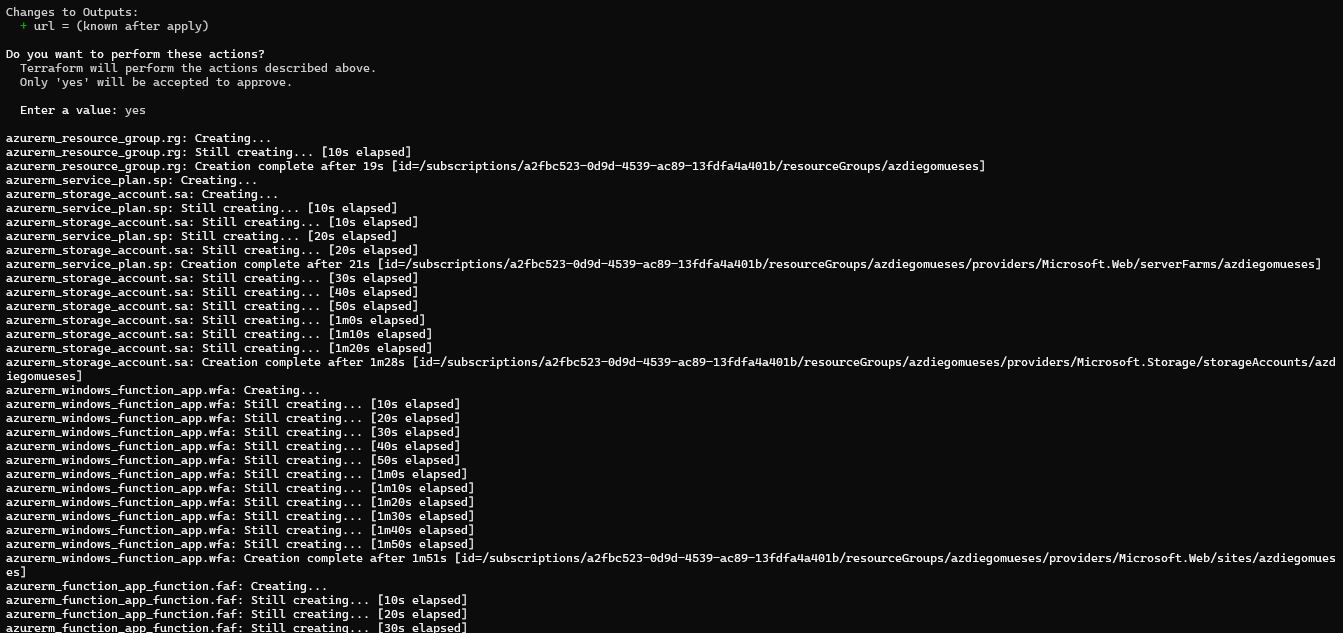 Changes to Outputs:
  + url = (known after apply)
Do you want to perform these actions?
  Terraform will perform the actions described above.
  Only 'yes' will be accepted to approve.
  Enter a value: yes
azurerm_resource_group.rg: Creating...
azurerm_resource_group.rg: Still creating... [10s elapsed]
azurerm_resource_group.rg: Creation complete after 19s [id=/subscriptions/a2fbc523-0d9d-4539-ac89-13fdfa4a401b/resourceGroups/azdiegomueses]
azurerm_service_plan.sp: Creating...
azurerm_storage_account.sa: Creating...
azurerm_service_plan.sp: Still creating... [10s elapsed]
azurerm_storage_account.sa: Still creating... [10s elapsed]
azurerm_service_plan.sp: Still creating... [20s elapsed]
azurerm_storage_account.sa: Still creating... [20s elapsed]
azurerm_service_plan.sp: Creation complete after 21s [id=/subscriptions/a2fbc523-0d9d-4539-ac89-13fdfa4a401b/resourceGroups/azdiegomueses/providers/Microsoft.Web/serverFarms/azdiegomueses]
azurerm_storage_account.sa: Still creating... [30s elapsed]
azurerm_storage_account.sa: Still creating... [40s elapsed]
azurerm_storage_account.sa: Still creating... [50s elapsed]
azurerm_storage_account.sa: Still creating... [1m0s elapsed]
azurerm_storage_account.sa: Still creating... [1m10s elapsed]
azurerm_storage_account.sa: Still creating... [1m20s elapsed]
azurerm_storage_account.sa: Creation complete after 1m28s [id=/subscriptions/a2fbc523-0d9d-4539-ac89-13fdfa4a401b/resourceGroups/azdiegomueses/providers/Microsoft.Storage/storageAccounts/azd
iegomueses]
azurerm_windows_function_app.wfa: Creating...
azurerm_windows_function_app.wfa: Still creating... [10s elapsed]
azurerm_windows_function_app.wfa: Still creating... [20s elapsed]
azurerm_windows_function_app.wfa: Still creating... [30s elapsed]
azurerm_windows_function_app.wfa: Still creating... [40s elapsed]
azurerm_windows_function_app.wfa: Still creating... [50s elapsed]
azurerm_windows_function_app.wfa: Still creating... [1m0s elapsed]
azurerm_windows_function_app.wfa: Still creating... [1m10s elapsed]
azurerm_windows_function_app.wfa: Still creating... [1m20s elapsed]
azurerm_windows_function_app.wfa: Still creating... [1m30s elapsed]
azurerm_windows_function_app.wfa: Still creating... [1m40s elapsed]
azurerm_windows_function_app.wfa: Still creating... [1m50s elapsed]
azurerm_windows_function_app.wfa: Creation complete after 1m51s [id=/subscriptions/a2fbc523-0d9d-4539-ac89-13fdfa4a401b/resourceGroups/azdiegomueses/providers/Microsoft.Web/sites/azdiegomues
es]
azurerm_function_app_function.faf: Creating...
azurerm_function_app_function.faf: Still creating... [10s elapsed]
azurerm_function_app_function.faf: Still creating... [20s elapsed]
azurerm_function_app_function.faf: Still creating... [30s elapsed]